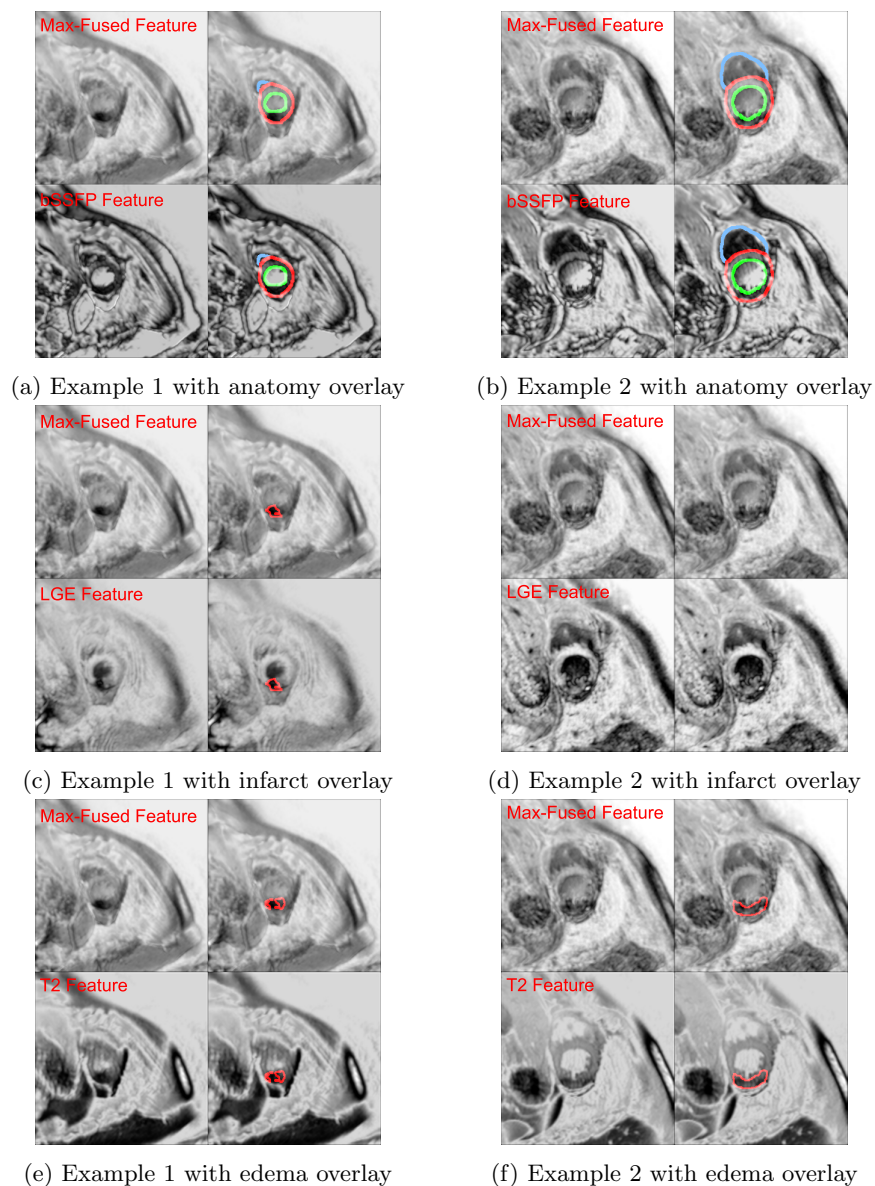 Max-Fused Feature
Max-Fused Feature
bSSFP Feature
bSSFP Feature
(a) Example 1 with anatomy overlay
(b) Example 2 with anatomy overlay
Max-Fused Feature
Max-Fused Feature
LGE Feature
LGE Feature
(c) Example 1 with infarct overlay
(d) Example 2 with infarct overlay
Max-Fused Feature
Max-Fused Feature
T2 Feature
T2 Feature
(e) Example 1 with edema overlay
(f) Example 2 with edema overlay